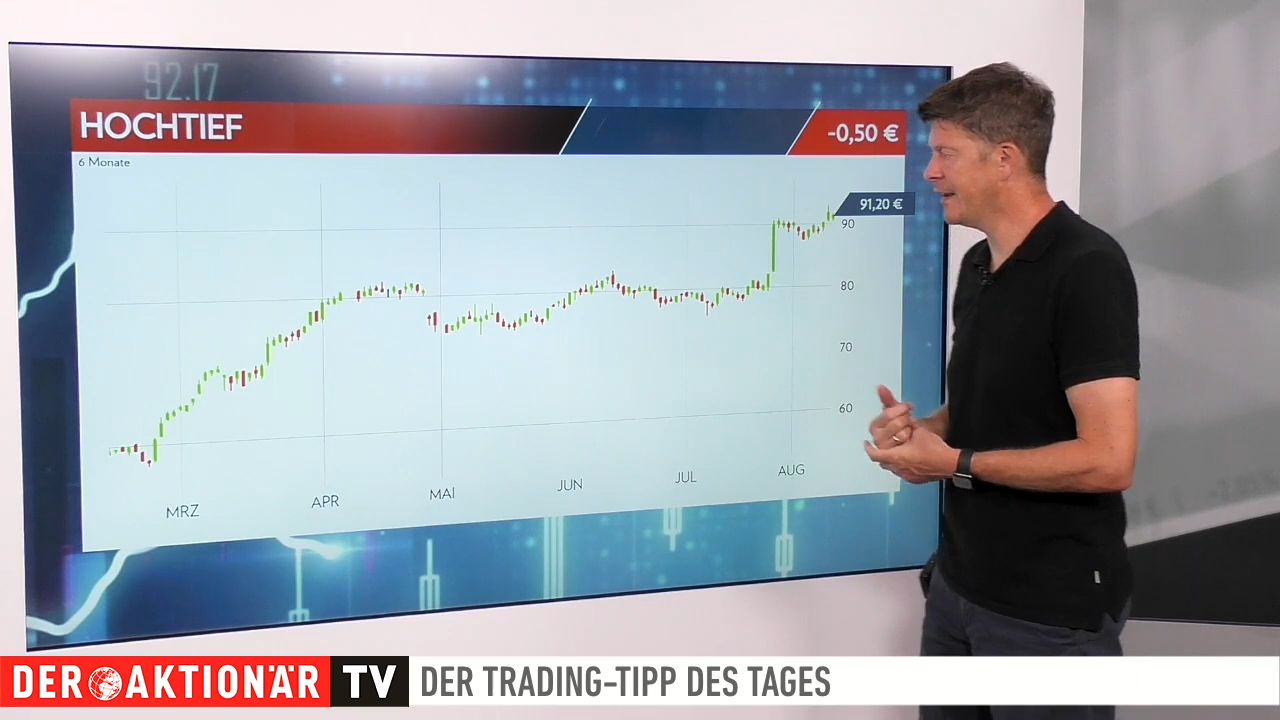 92.17
HOCHTIEF
-0,50 €
6 Monate
91,20 €
90
80
70
60
MRZ APR MAI JUN JUL AUG
DER AKTIONÄR TV DER TRADING-TIPP DES TAGES